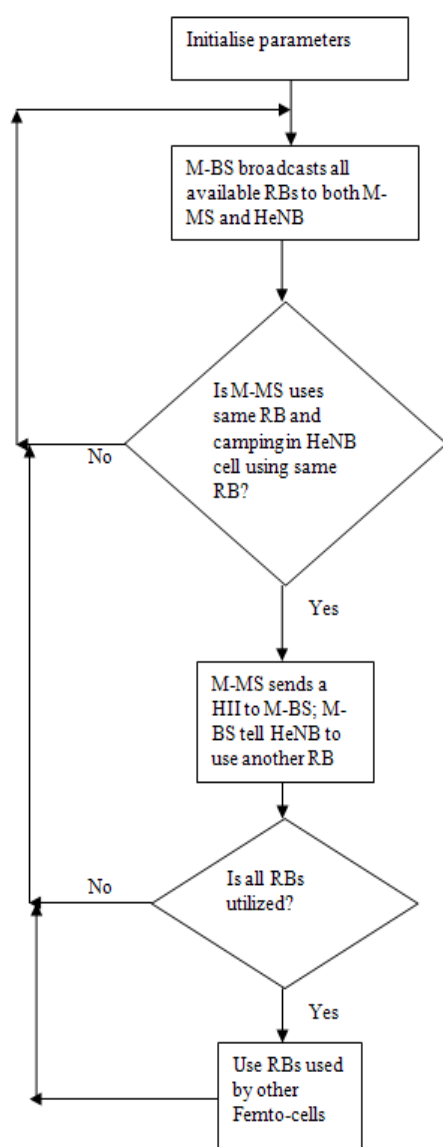 Initialise parameters
M-BS broadcasts all
available RBs to both M-
MS and HeNB
Is M-MS uses
same RB and
camping in HeNB
cell using same
RB?
No
Yes
M-MS sends a
HII to M-BS; M-
BS tell HeNB to
use another RB
Is all RBs
utilized?
No
Yes
Use RBs used
by other
Femto-cells